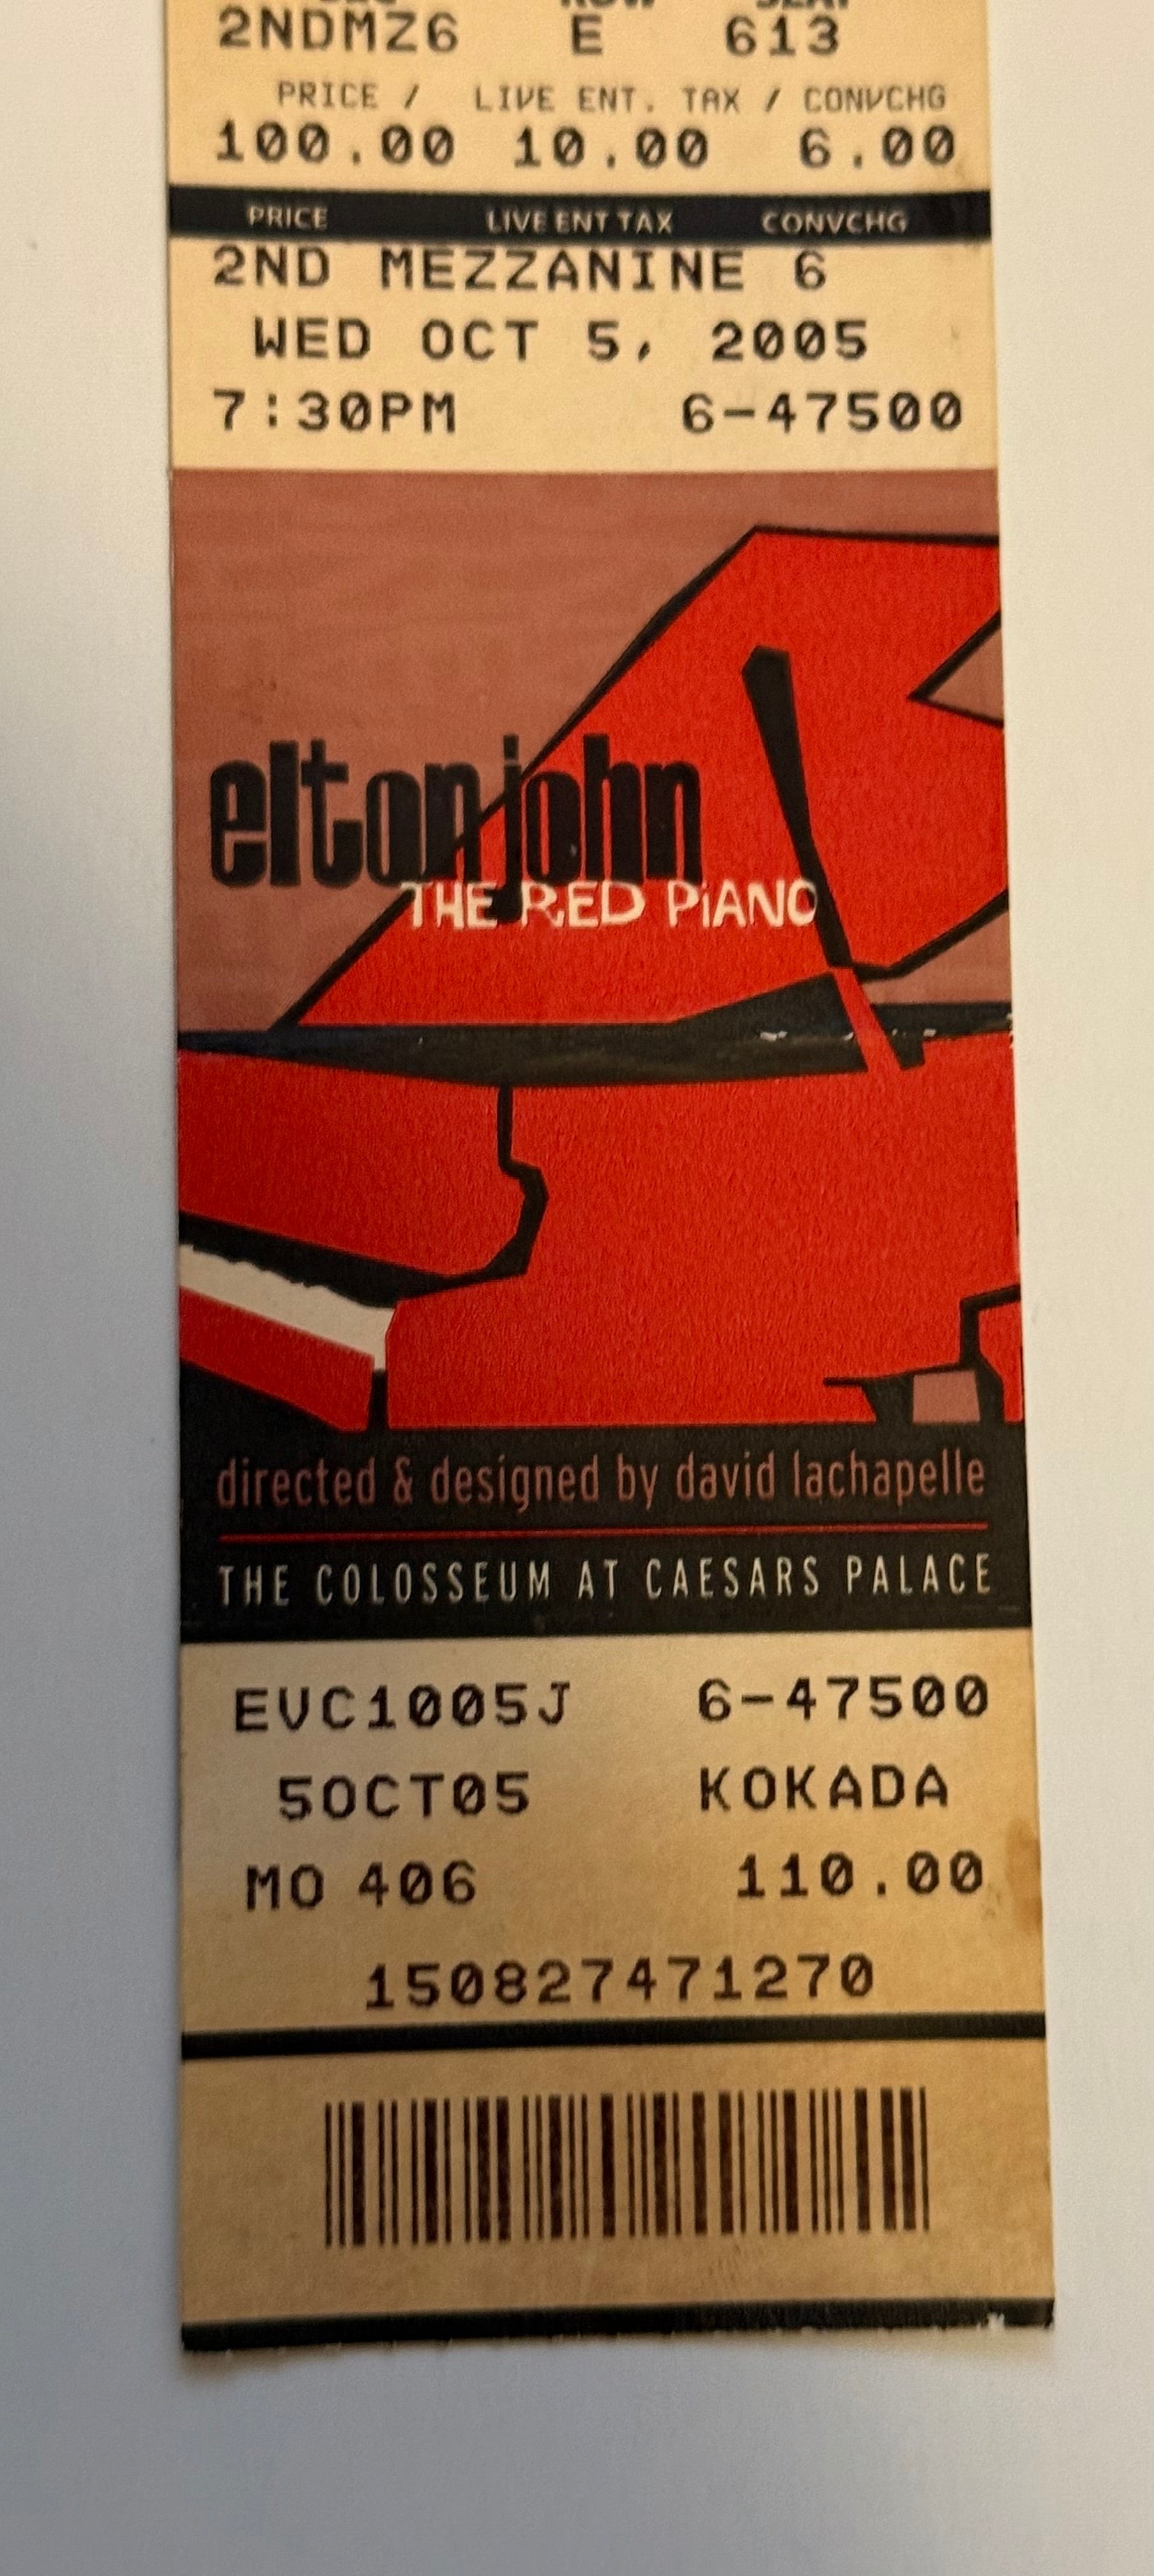 2NDMZ6 E 613
PRICE / LIVE ENT. TAX / CONVCHG
100.00 10.00 6.00
PRICE LIVE ENT TAX CONVCHG
2ND MEZZANINE 6
WED OCT 5, 2005
7:30PM 6-47500
elton john
THE RED PiANO
directed & designed by david lachapelle
THE COLOSSEUM AT CAESARS PALACE
EVC1005J 6-47500
5OCT05 KOKADA
MO 406 110.00
150827471270